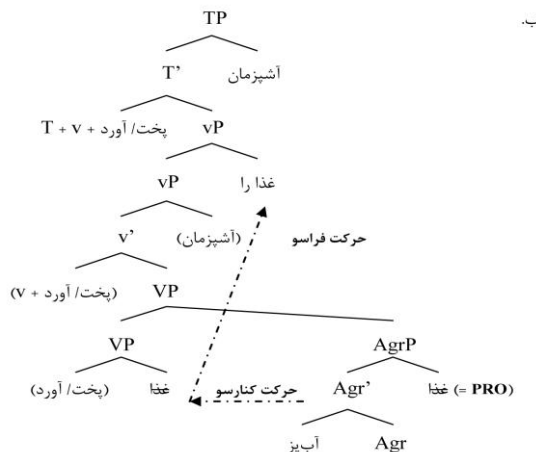 ب.
TP
آشپزمان T’
vP پخت/ آورد + T + v
غذا را vP
حرکت فراسو
(آشپزمان) v’
VP (پخت/ آورد + v)
AgrP VP
غذا (= PRO) Agr’ حرکت کنارسو غذا (پخت/ آورد)
Agr آب‌پز